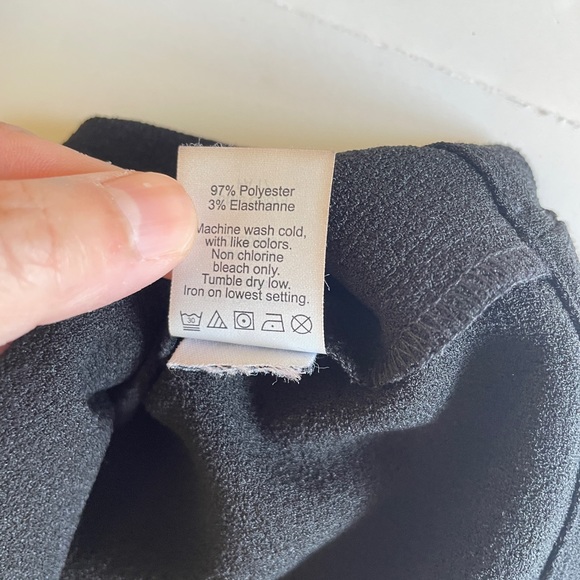 97% Polyester
3% Elasthanne
Machine wash cold,
with like colors.
Non chlorine
bleach only.
Tumble dry low.
Iron on lowest setting.
30